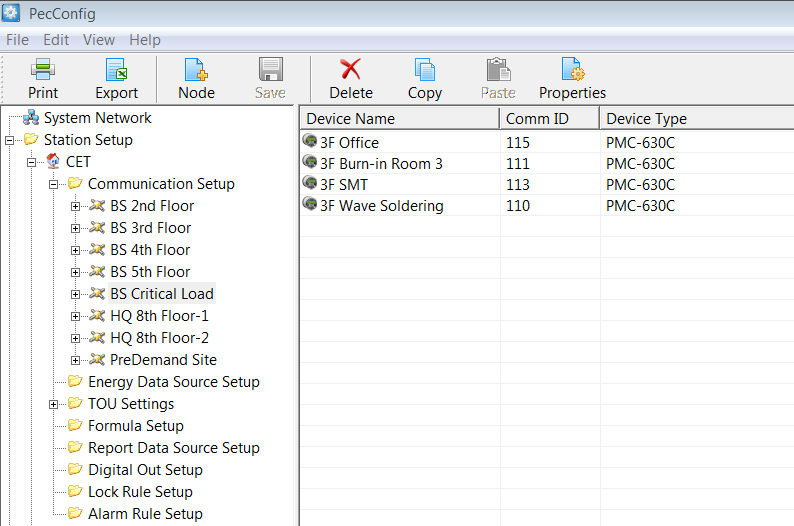 PecConfig
File Edit View Help
Print Export Node Save Delete Copy Paste Properties
System Network
Station Setup
CET
Communication Setup
BS 2nd Floor
BS 3rd Floor
BS 4th Floor
BS 5th Floor
BS Critical Load
HQ 8th Floor-1
HQ 8th Floor-2
PreDemand Site
Energy Data Source Setup
TOU Settings
Formula Setup
Report Data Source Setup
Digital Out Setup
Lock Rule Setup
Alarm Rule Setup
Device Name Comm ID Device Type
3F Office 115 PMC-630C
3F Burn-in Room 3 111 PMC-630C
3F SMT 113 PMC-630C
3F Wave Soldering 110 PMC-630C